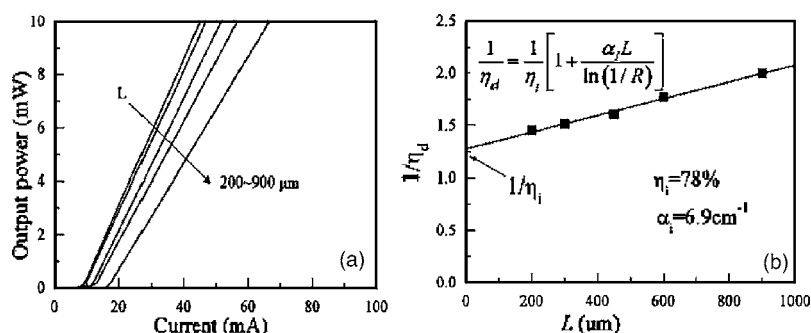 10
8
6
4
2
0
Output power (mW)
L
200~900 μm
(a)
0 20 40 60 80 100
Current (mA)
2.5
2.0
1.5
1.0
0.5
0.0
1/η_d
1/η_d = 1/η_i [1 + α_i L / ln(1/R)]
1/η_i
η_i=78%
α_i=6.9cm⁻¹
(b)
0 200 400 600 800 1000
L (um)